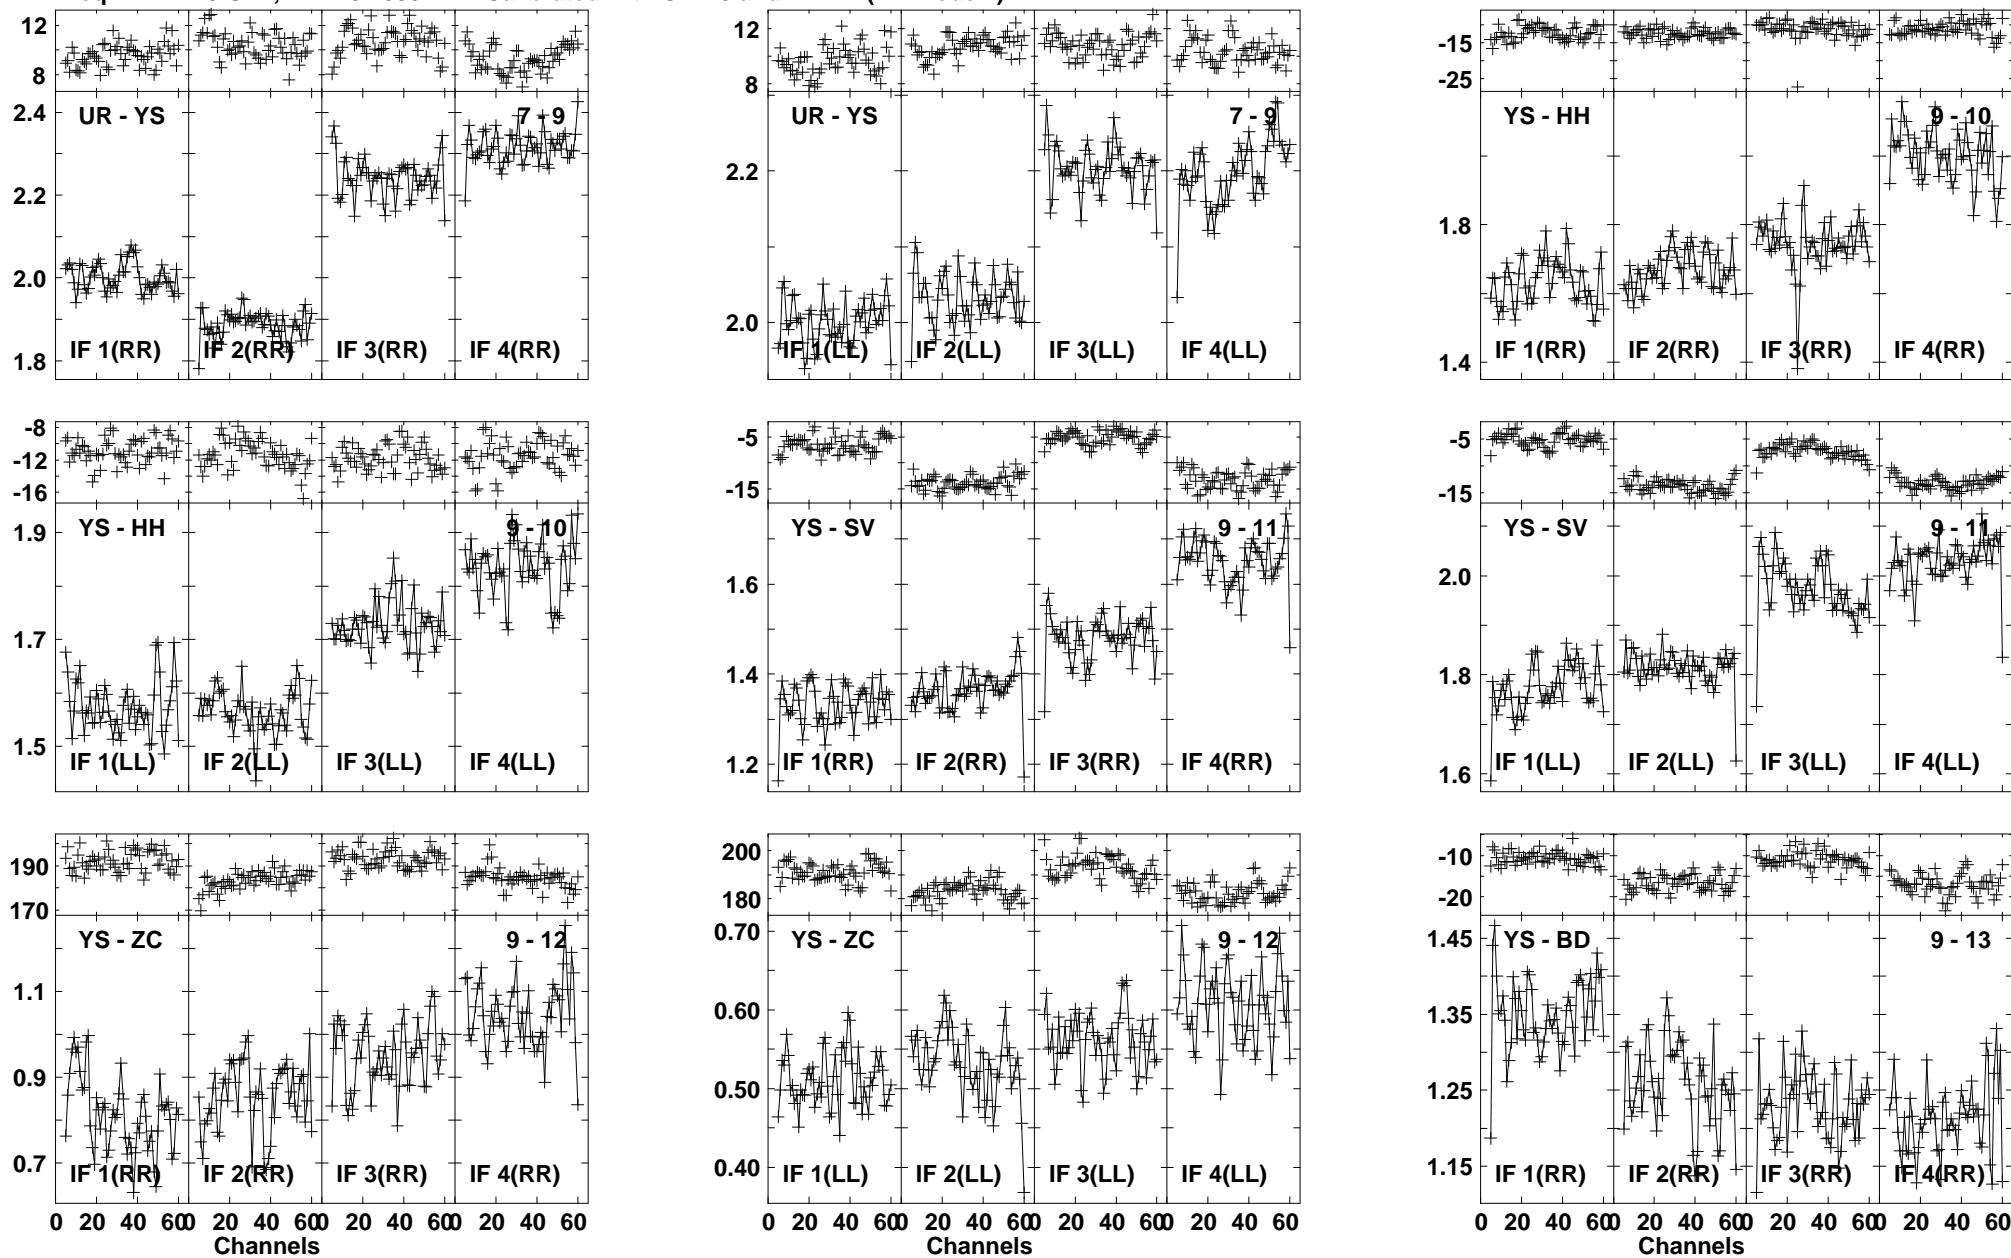 12
8
2.4
2.2
2.0
1.8
UR - YS
7 - 9
IF 1(RR)
IF 2(RR)
IF 3(RR)
IF 4(RR)
12
8
2.2
2.0
UR - YS
7 - 9
IF 1(LL)
IF 2(LL)
IF 3(LL)
IF 4(LL)
-15
-25
1.8
1.4
YS - HH
9 - 10
IF 1(RR)
IF 2(RR)
IF 3(RR)
IF 4(RR)
-8
-12
-16
1.9
1.7
1.5
YS - HH
9 - 10
IF 1(LL)
IF 2(LL)
IF 3(LL)
IF 4(LL)
-5
-15
1.6
1.4
1.2
YS - SV
9 - 11
IF 1(RR)
IF 2(RR)
IF 3(RR)
IF 4(RR)
-5
-15
2.0
1.8
1.6
YS - SV
9 - 11
IF 1(LL)
IF 2(LL)
IF 3(LL)
IF 4(LL)
190
170
1.1
0.9
0.7
YS - ZC
9 - 12
IF 1(RR)
IF 2(RR)
IF 3(RR)
IF 4(RR)
0 20 40 60 0 20 40 60 0 20 40 60 0 20 40 60
Channels
200
180
0.70
0.60
0.50
0.40
YS - ZC
9 - 12
IF 1(LL)
IF 2(LL)
IF 3(LL)
IF 4(LL)
0 20 40 60 0 20 40 60 0 20 40 60 0 20 40 60
Channels
-10
-20
1.45
1.35
1.25
1.15
YS - BD
9 - 13
IF 1(RR)
IF 2(RR)
IF 3(RR)
IF 4(RR)
0 20 40 60 0 20 40 60 0 20 40 60 0 20 40 60
Channels